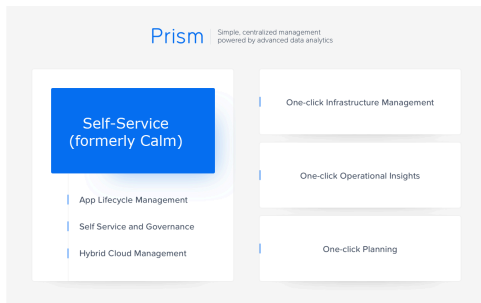 Prism
Simple, centralized management
powered by advanced data analytics
Self-Service
(formerly Calm)
App Lifecycle Management
Self Service and Governance
Hybrid Cloud Management
One-click Infrastructure Management
One-click Operational Insights
One-click Planning